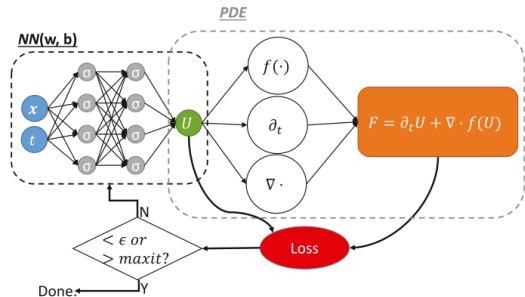 PDE
NN(w, b)
σ σ
σ σ
σ σ
σ σ
x
t
U
f(·)
∂t
∇ ·
F = ∂tU + ∇ · f(U)
N
< ϵ or
> maxit?
Y
Done.
Loss